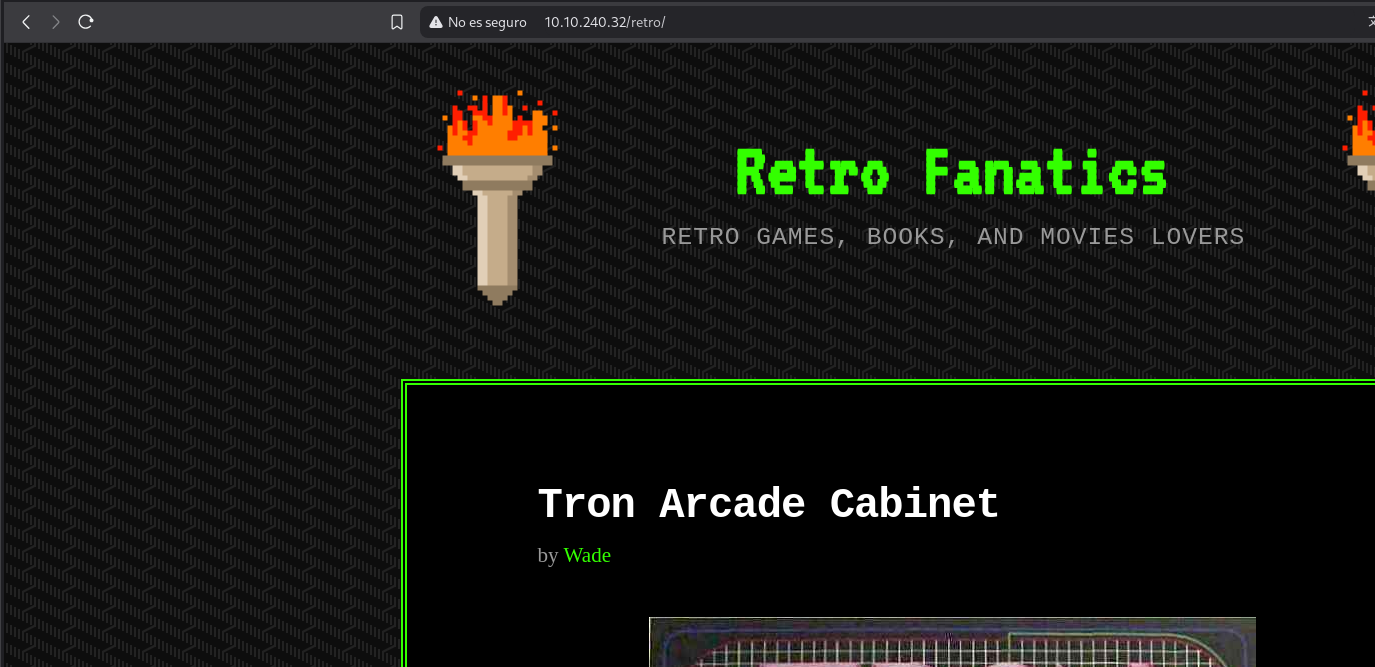 No es seguro 10.10.240.32/retro/
Retro Fanatics
RETRO GAMES, BOOKS, AND MOVIES LOVERS
Tron Arcade Cabinet
by Wade